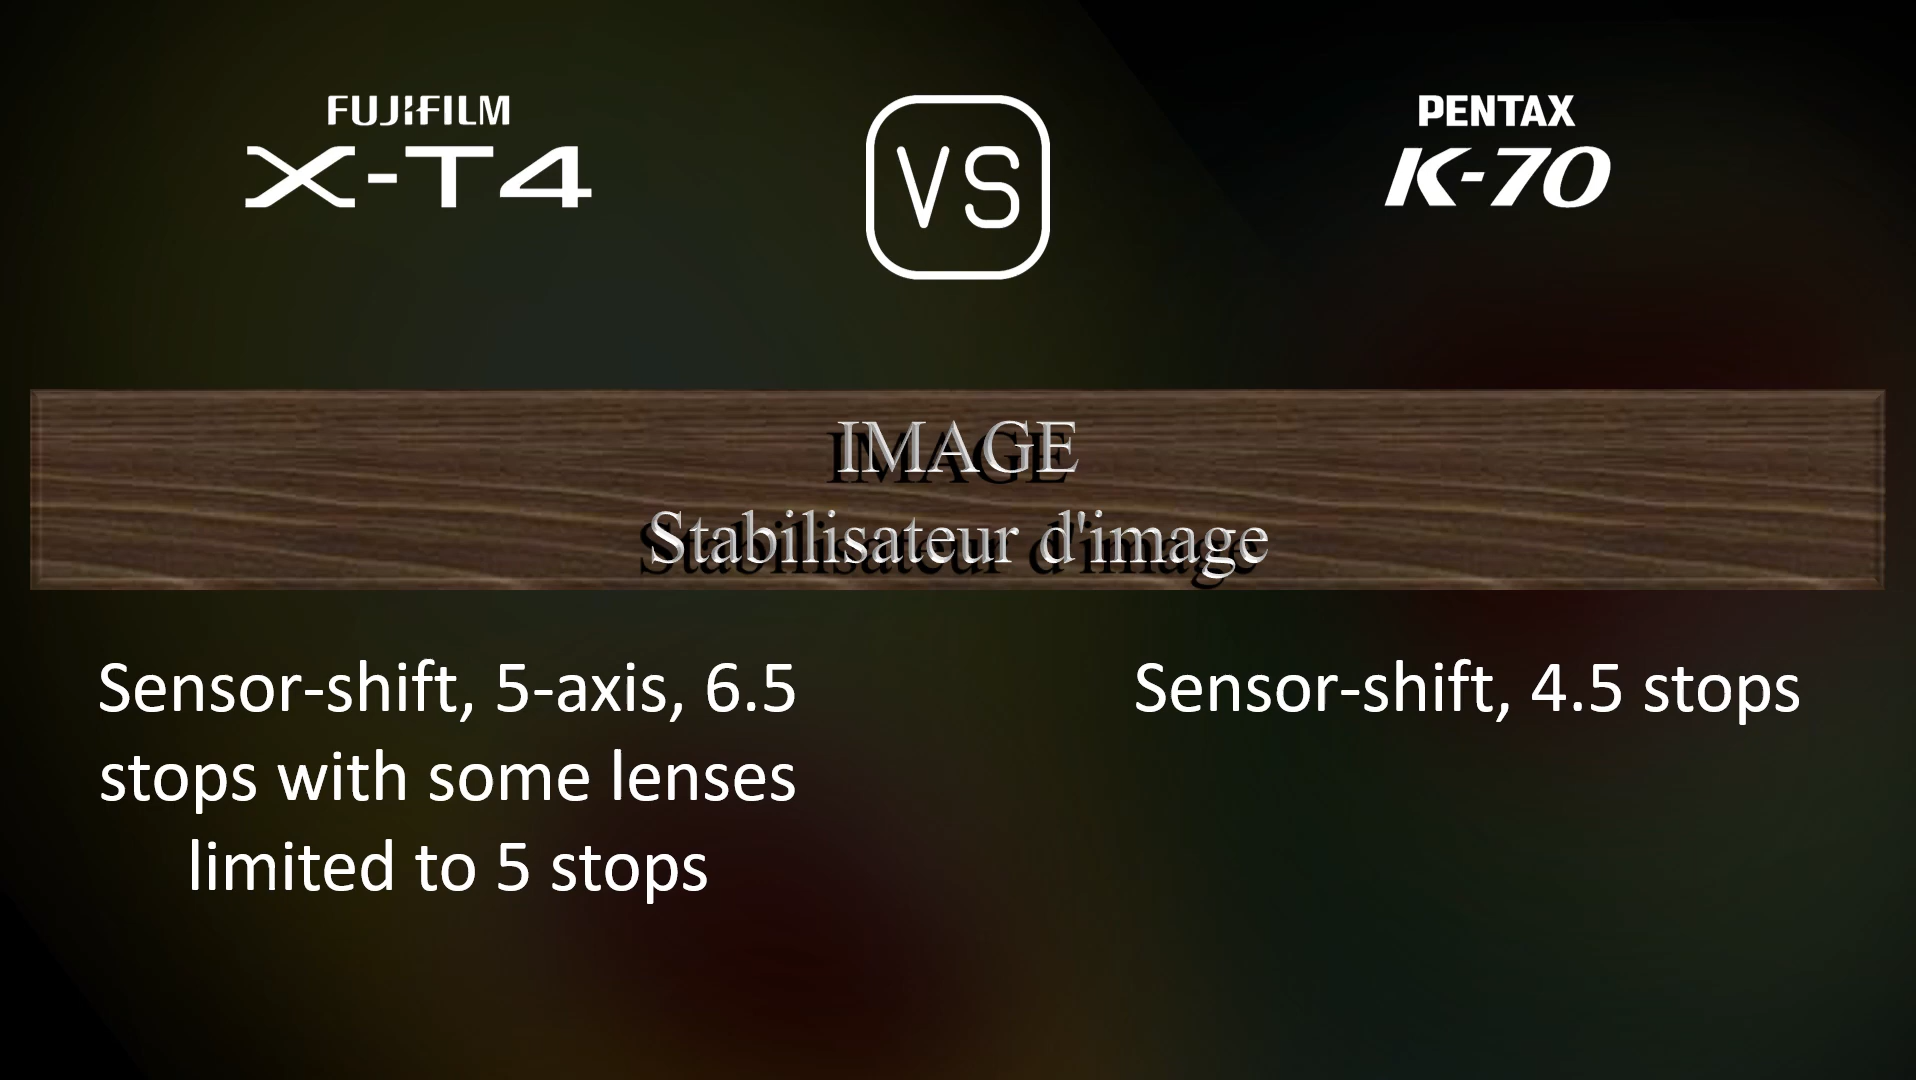 FUJIFILM
X-T4
VS
PENTAX
K-70
IMAGE
Stabilisateur d'image
Sensor-shift, 5-axis, 6.5
stops with some lenses
limited to 5 stops
Sensor-shift, 4.5 stops